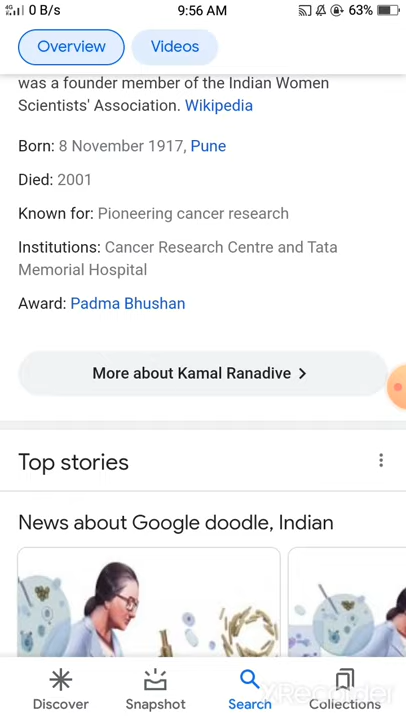 4G 0 B/s 9:56 AM 63%
Overview Videos
was a founder member of the Indian Women
Scientists' Association. Wikipedia
Born: 8 November 1917, Pune
Died: 2001
Known for: Pioneering cancer research
Institutions: Cancer Research Centre and Tata
Memorial Hospital
Award: Padma Bhushan
More about Kamal Ranadive
Top stories
News about Google doodle, Indian
Discover Snapshot Search Collections
XRecorder